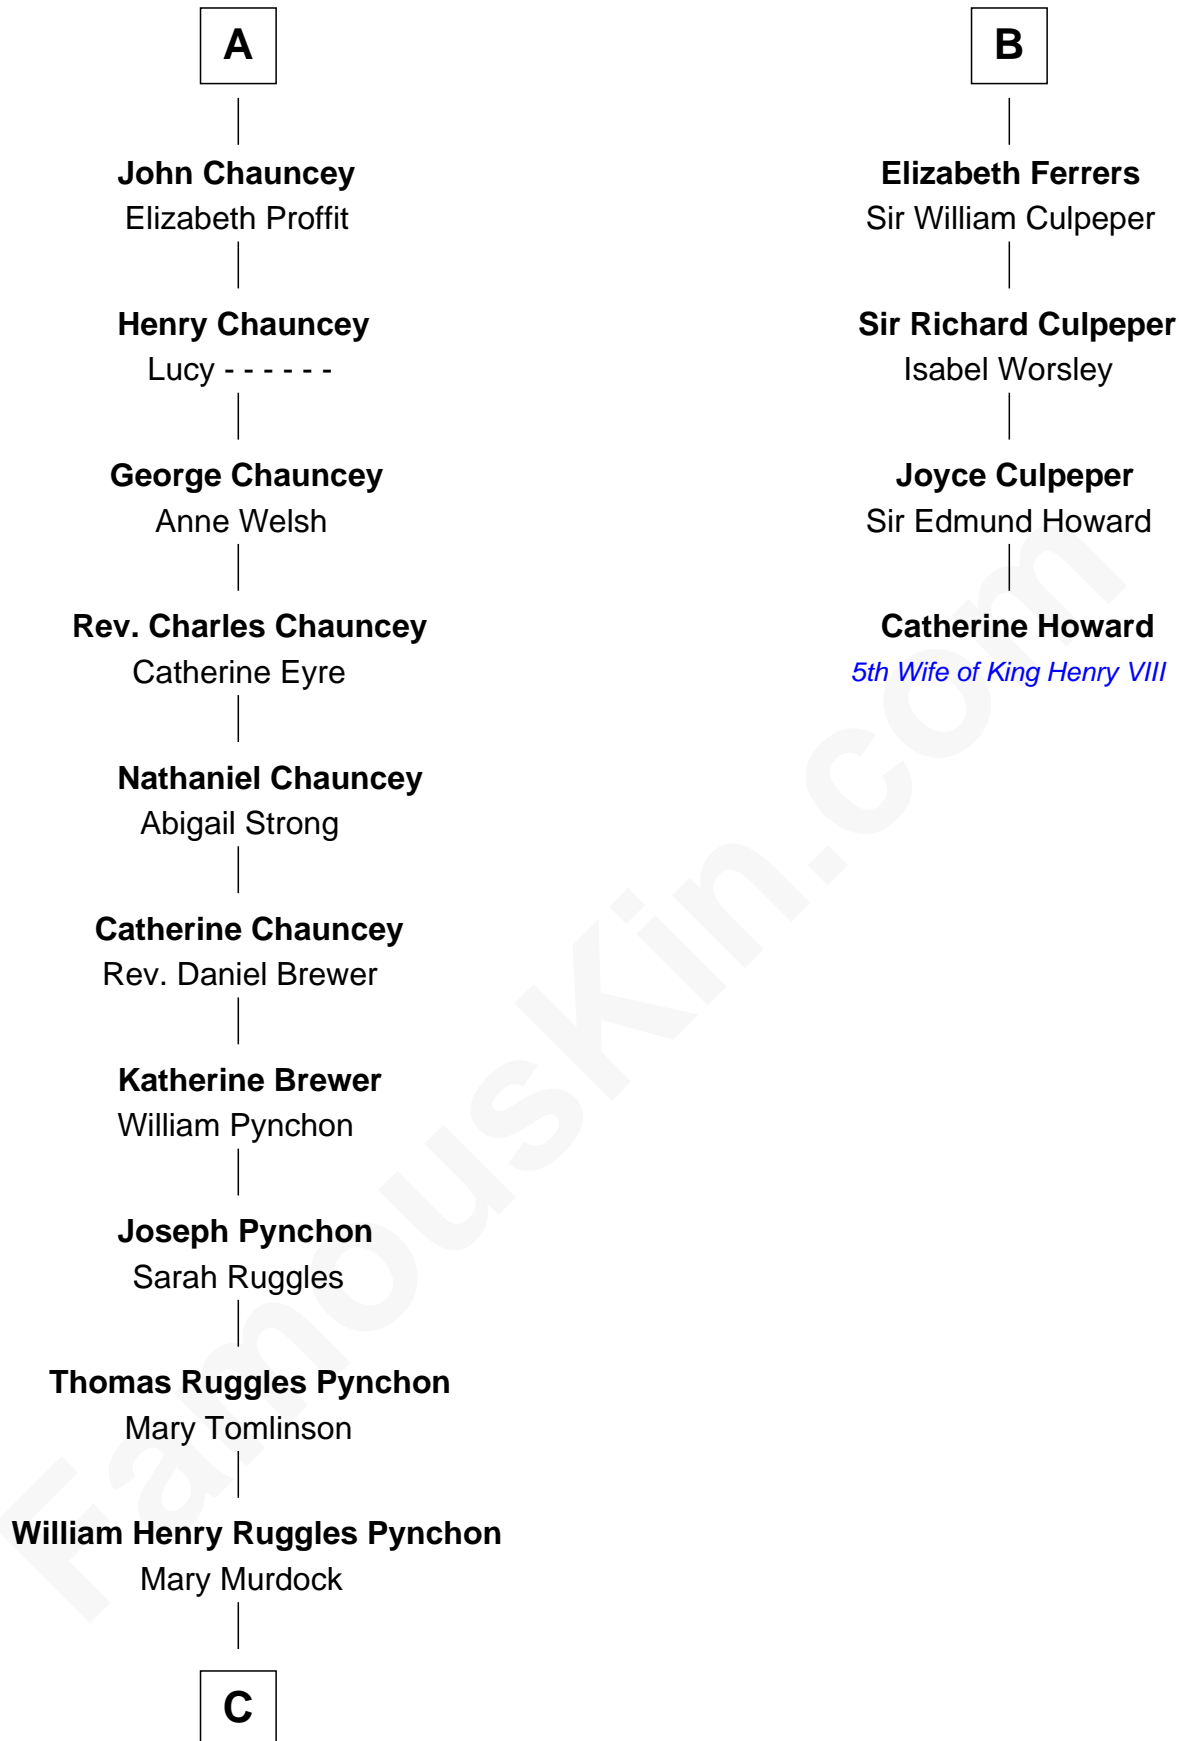 A
John Chauncey
Elizabeth Proffit
Henry Chauncey
Lucy - - - - - -
George Chauncey
Anne Welsh
Rev. Charles Chauncey
Catherine Eyre
Nathaniel Chauncey
Abigail Strong
Catherine Chauncey
Rev. Daniel Brewer
Katherine Brewer
William Pynchon
Joseph Pynchon
Sarah Ruggles
Thomas Ruggles Pynchon
Mary Tomlinson
William Henry Ruggles Pynchon
Mary Murdock
C
B
Elizabeth Ferrers
Sir William Culpeper
Sir Richard Culpeper
Isabel Worsley
Joyce Culpeper
Sir Edmund Howard
Catherine Howard
5th Wife of King Henry VIII
FamousKin.com